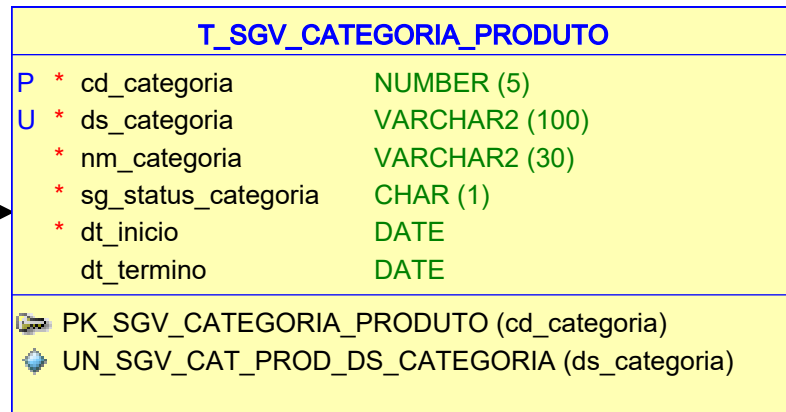 T_SGV_CATEGORIA_PRODUTO
P * cd_categoria NUMBER (5)
U * ds_categoria VARCHAR2 (100)
* nm_categoria VARCHAR2 (30)
* sg_status_categoria CHAR (1)
* dt_inicio DATE
dt_termino DATE
PK_SGV_CATEGORIA_PRODUTO (cd_categoria)
UN_SGV_CAT_PROD_DS_CATEGORIA (ds_categoria)